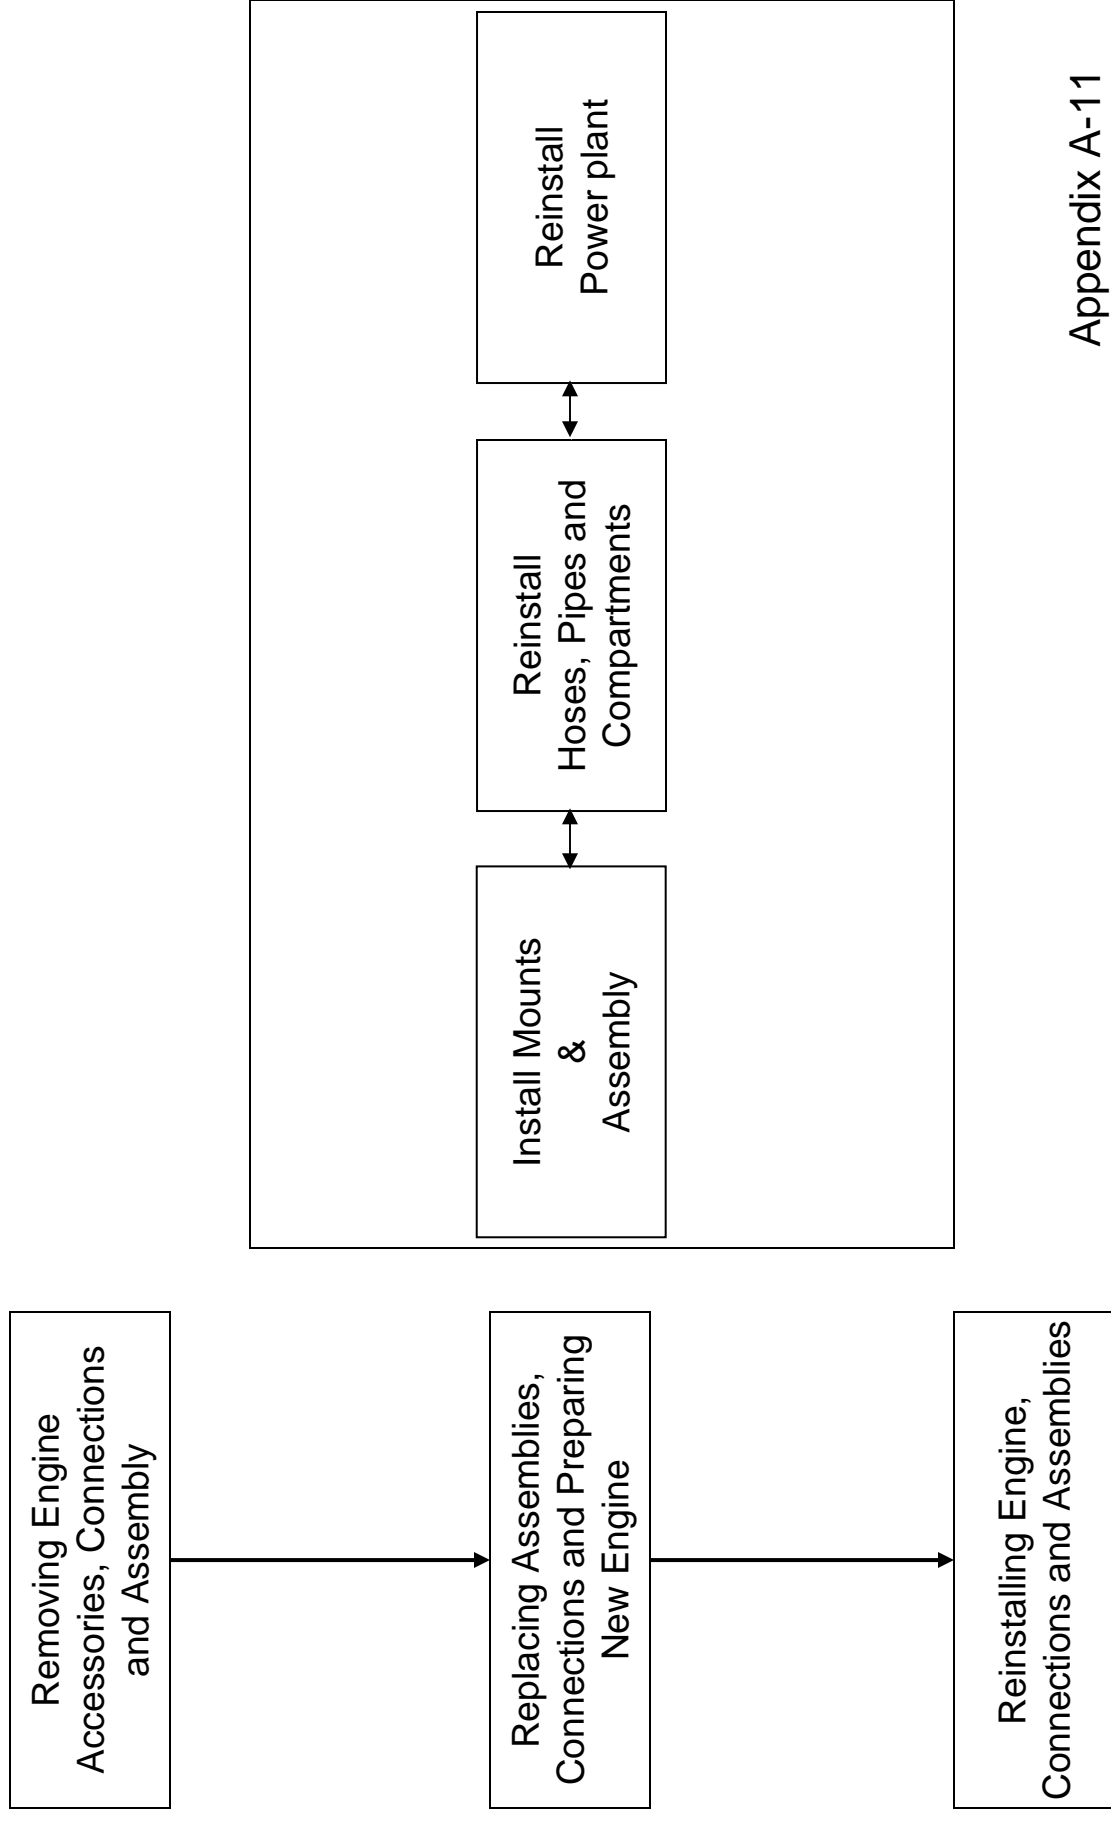 Removing Engine
Accessories, Connections
and Assembly
Replacing Assemblies,
Connections and Preparing
New Engine
Reinstalling Engine,
Connections and Assemblies
Install Mounts
&
Assembly
Reinstall
Hoses, Pipes and
Compartments
Reinstall
Power plant
Appendix A-11